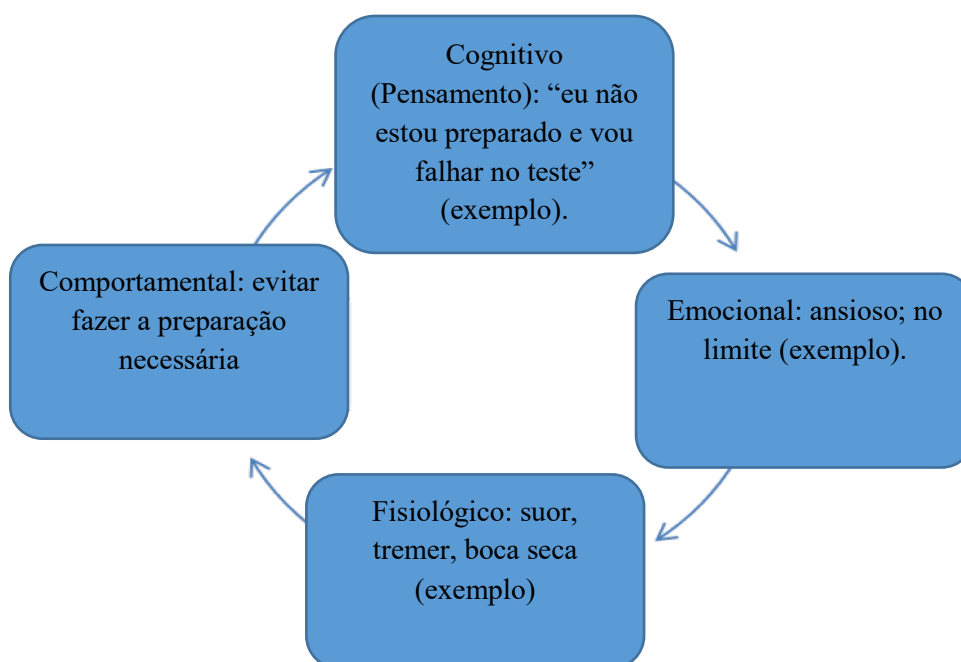 Cognitivo
(Pensamento): “eu não
estou preparado e vou
falhar no teste”
(exemplo).
Emocional: ansioso; no
limite (exemplo).
Fisiológico: suor,
tremer, boca seca
(exemplo)
Comportamental: evitar
fazer a preparação
necessária